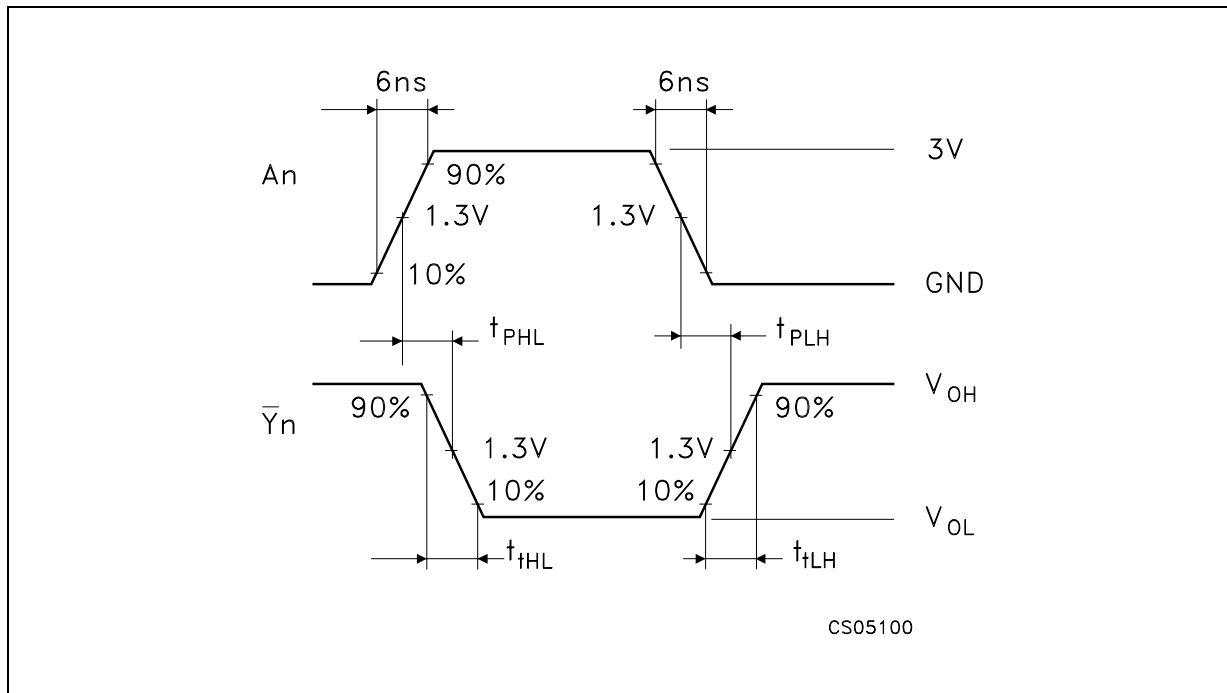 6ns 6ns
3V
An
90%
1.3V 1.3V
10%
GND
tPHL tPLH
VOH
90% 90%
Y̅n
1.3V 1.3V
10% 10%
VOL
ttHL ttLH
CS05100